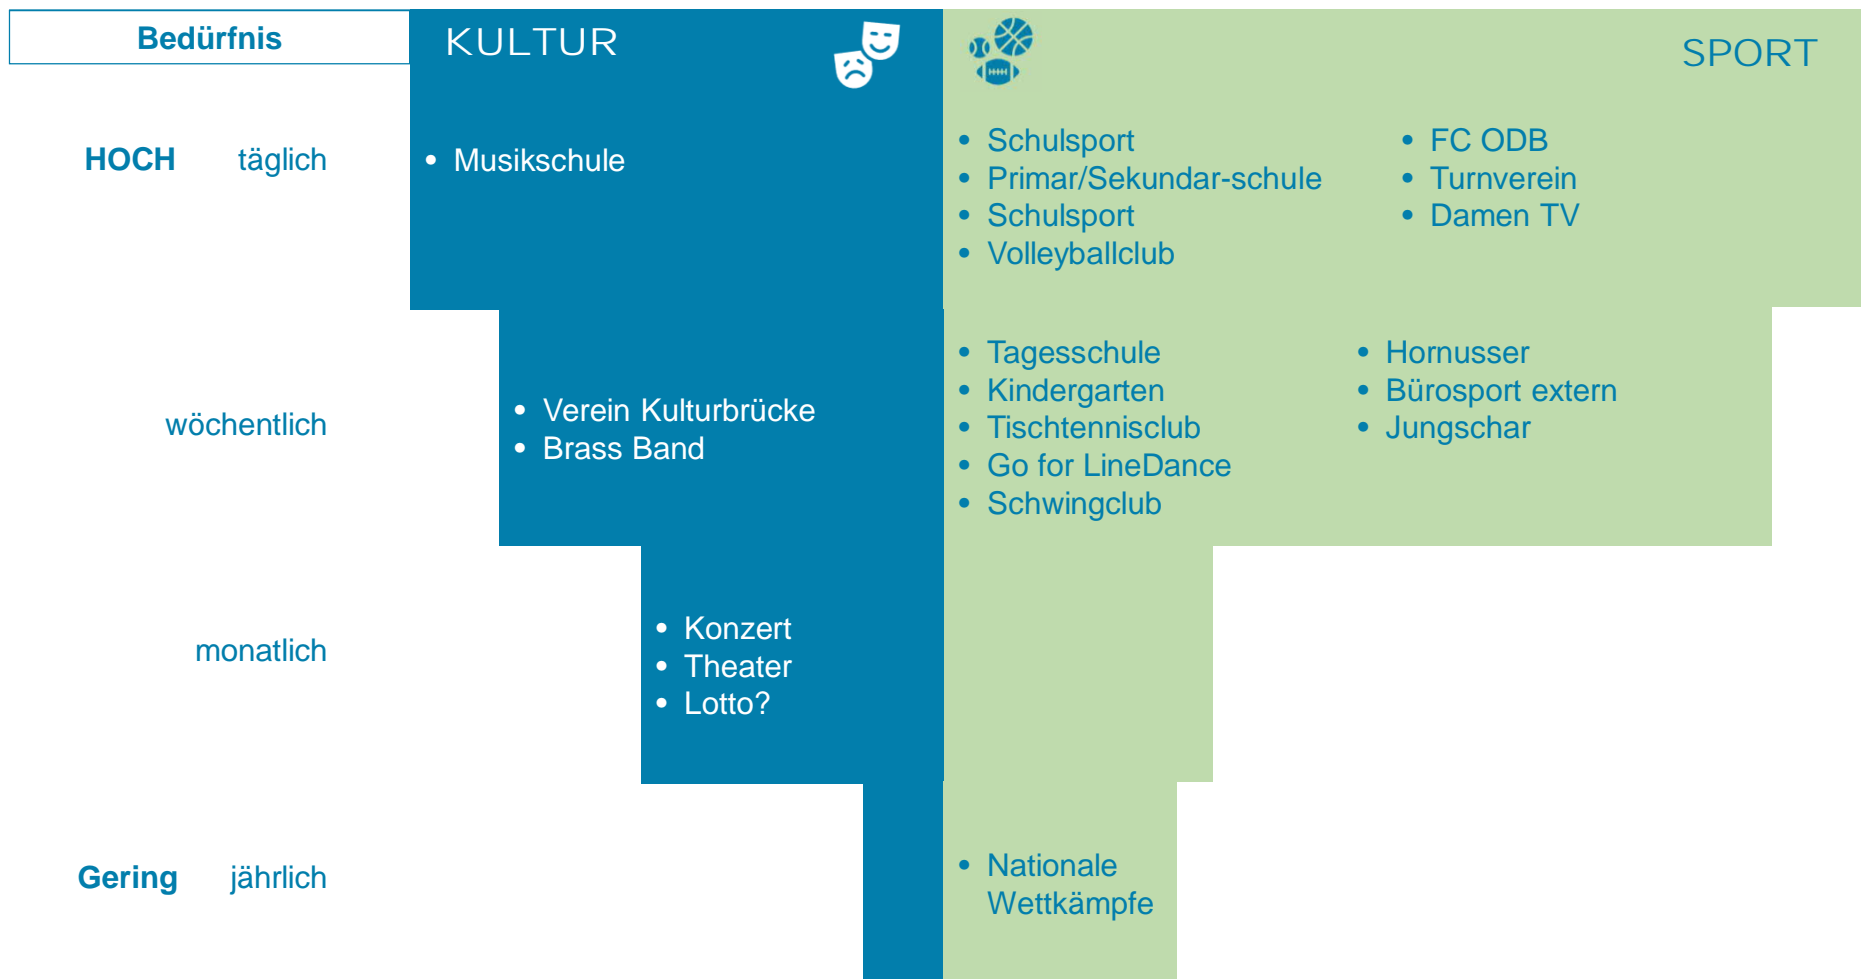 Bedürfnis
KULTUR
SPORT
HOCH täglich
• Musikschule
• Schulsport
• Primar/Sekundar-schule
• Schulsport
• Volleyballclub
• FC ODB
• Turnverein
• Damen TV
wöchentlich
• Verein Kulturbrücke
• Brass Band
• Tagesschule
• Kindergarten
• Tischtennisclub
• Go for LineDance
• Schwingclub
• Hornusser
• Bürosport extern
• Jungschar
monatlich
• Konzert
• Theater
• Lotto?
Gering jährlich
• Nationale
Wettkämpfe